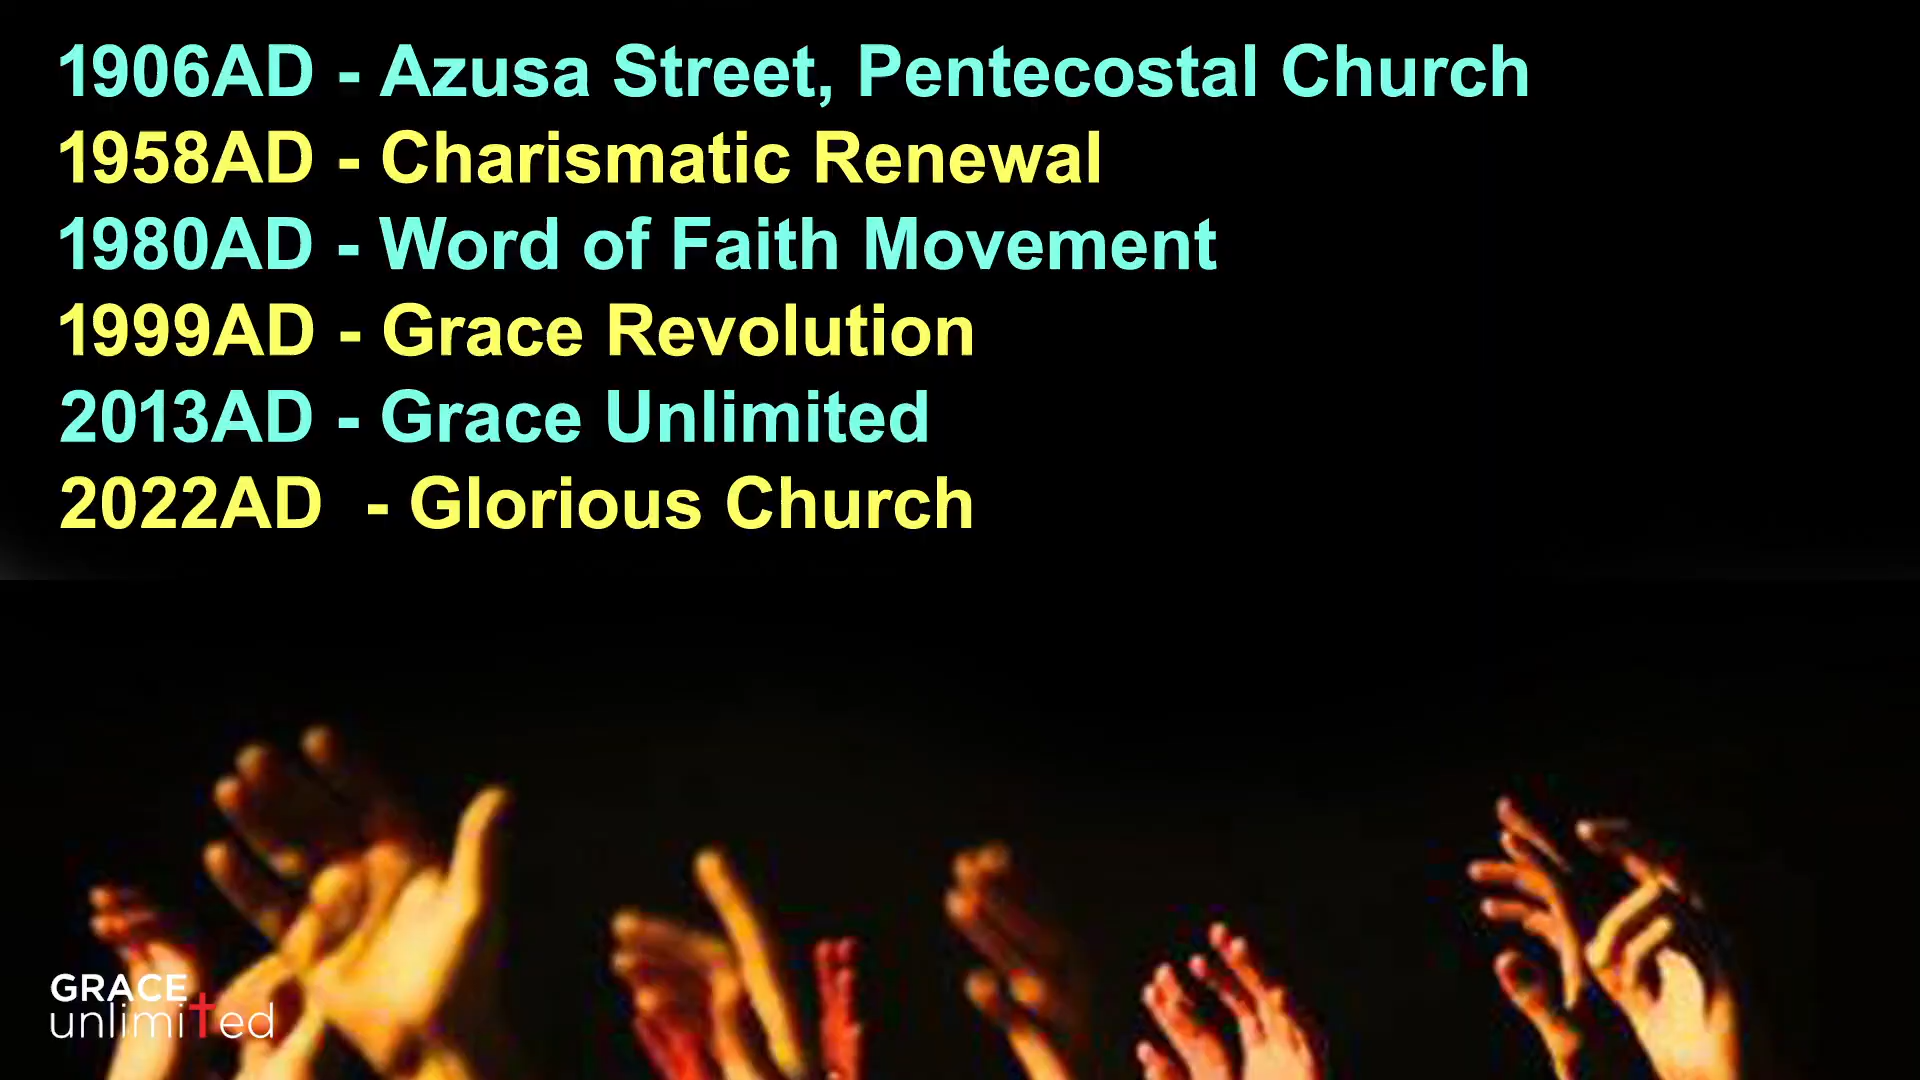 1906AD - Azusa Street, Pentecostal Church
1958AD - Charismatic Renewal
1980AD - Word of Faith Movement
1999AD - Grace Revolution
2013AD - Grace Unlimited
2022AD  - Glorious Church
GRACE
unlimited